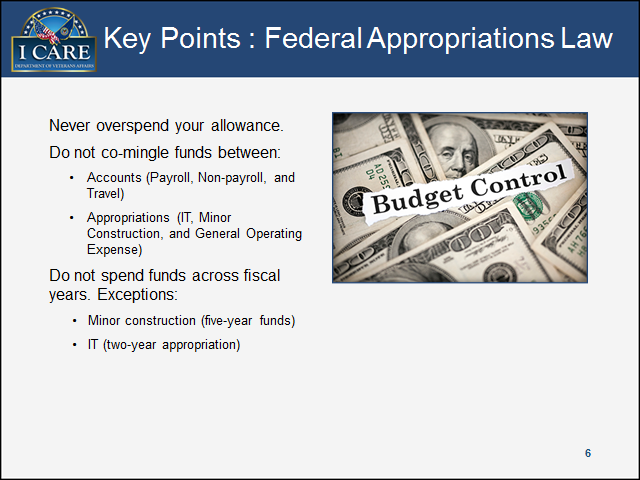 I CARE
DEPARTMENT OF VETERANS AFFAIRS
Key Points : Federal Appropriations Law
Never overspend your allowance.
Do not co-mingle funds between:
• Accounts (Payroll, Non-payroll, and
Travel)
• Appropriations (IT, Minor
Construction, and General Operating
Expense)
Do not spend funds across fiscal
years. Exceptions:
• Minor construction (five-year funds)
• IT (two-year appropriation)
Budget Control
6